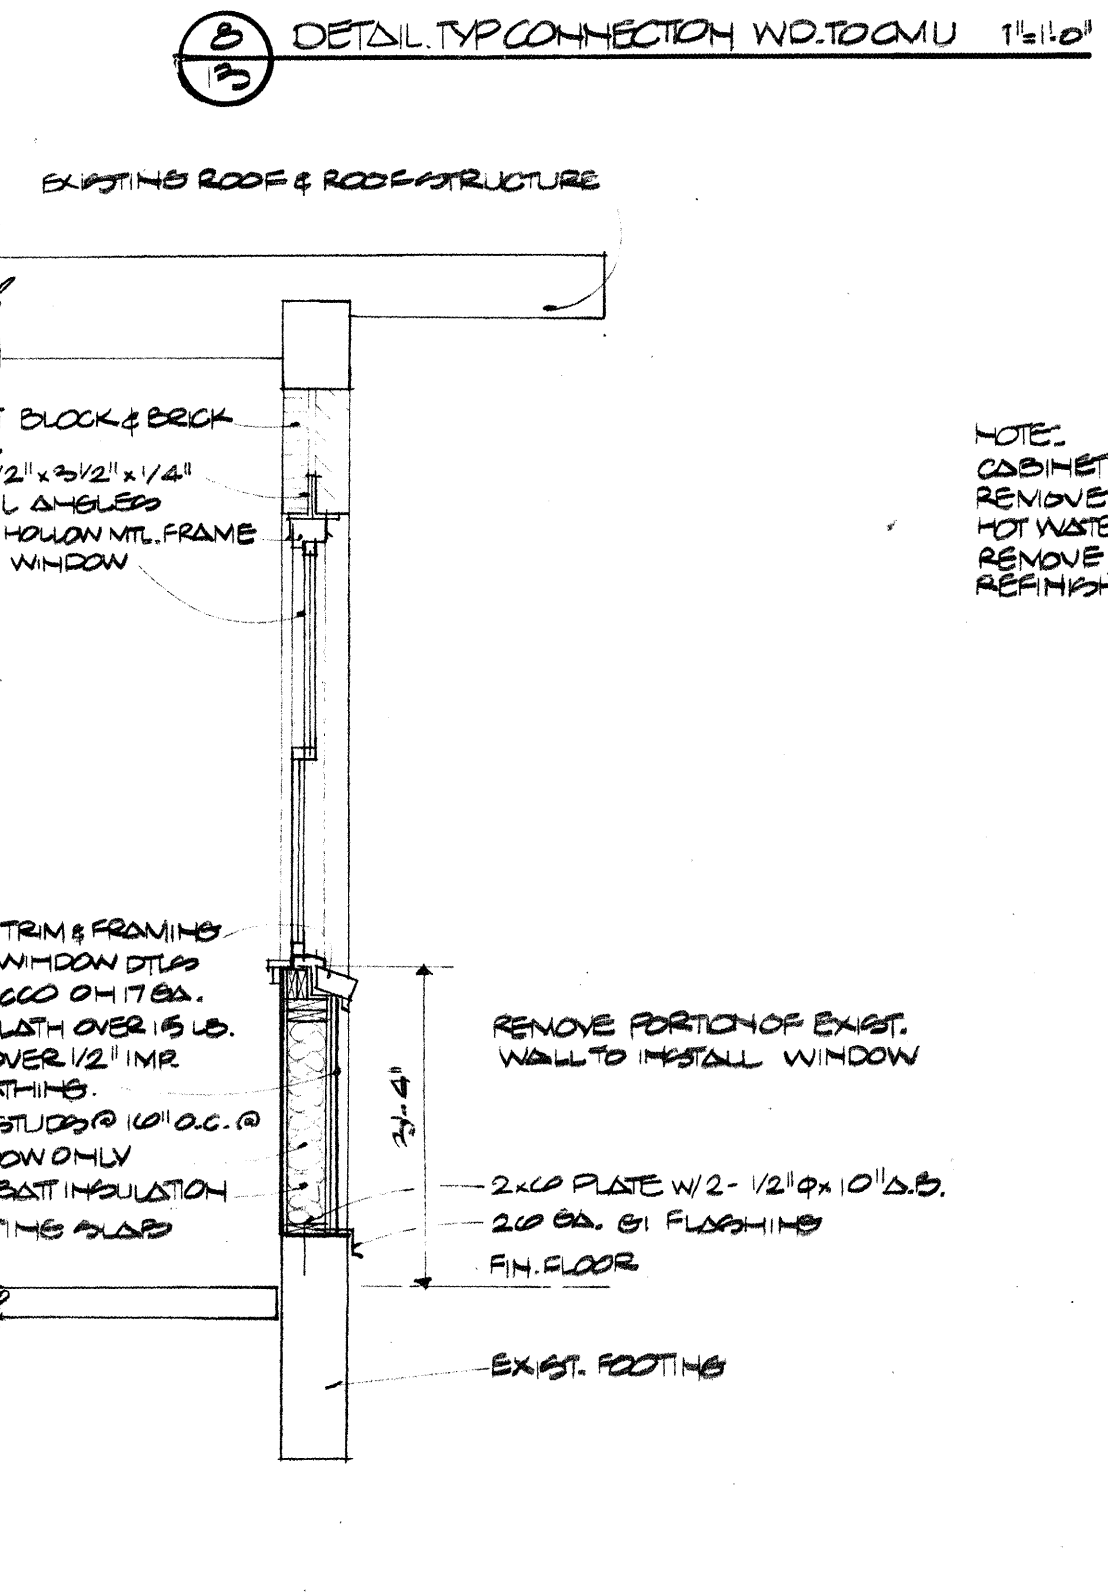 8
13
DETAIL. TYP CONNECTION WD. TO CMU 1"=1'-0"
EXISTING ROOF & ROOF STRUCTURE
BLOCK & BRICK
/2" x 3 1/2" x 1/4"
L ANGLES
HOLLOW MTL. FRAME
WINDOW
NOTE:
CABINET
REMOVE
HOT WATE
REMOVE
REFINISH
TRIM & FRAMING
WINDOW DTLS
CCO ON 17 GA.
LATH OVER 15 LB.
OVER 1/2" IMP.
THING.
STUDS @ 16" O.C. @
OW ONLY
BATT INSULATION
TING SLAB
REMOVE PORTION OF EXIST.
WALL TO INSTALL WINDOW
2x6 PLATE W/ 2 - 1/2" φ x 10" A.B.
26 GA. GI FLASHING
FIN. FLOOR
EXIST. FOOTING